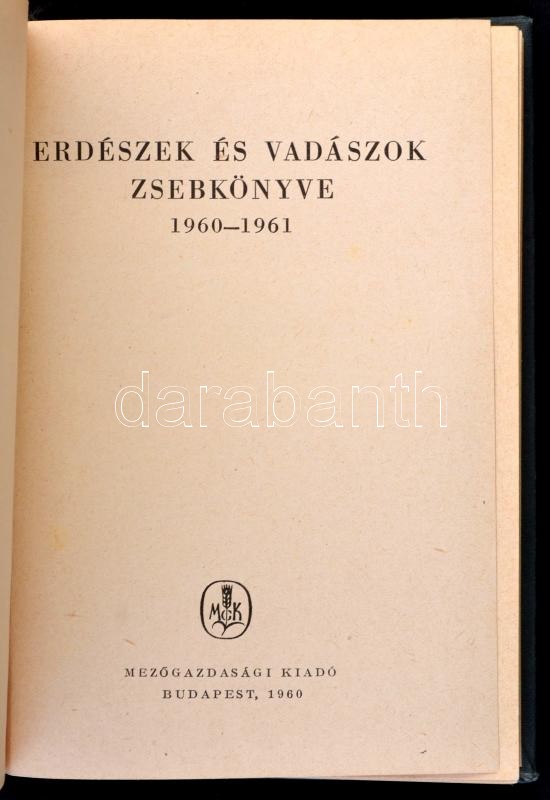 ERDÉSZEK ÉS VADÁSZOK
ZSEBKÖNYVE
1960—1961
darabanth
MGK
MEZŐGAZDASÁGI KIADÓ
BUDAPEST, 1960